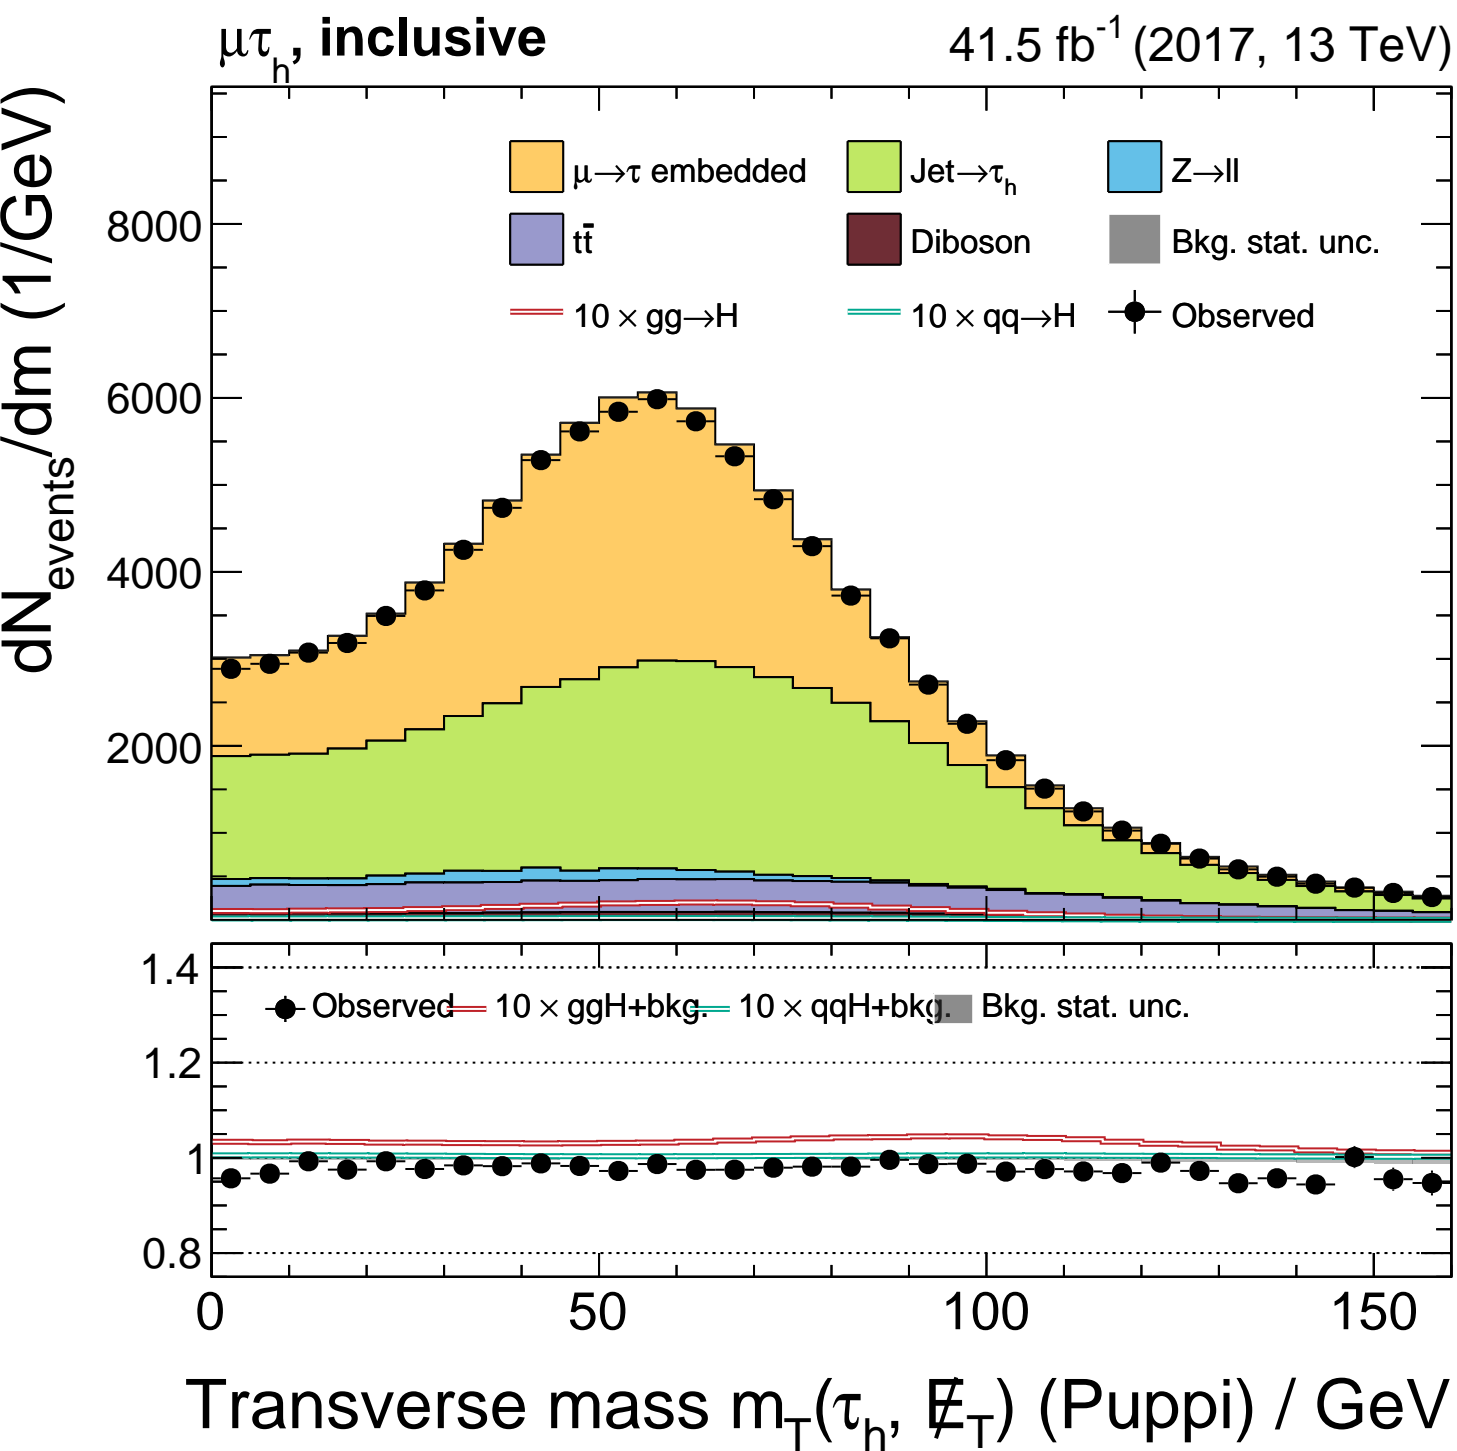 μτh, inclusive
41.5 fb-1 (2017, 13 TeV)
dNevents/dm (1/GeV)
μ→τ embedded
Jet→τh
Z→ll
tt̄
Diboson
Bkg. stat. unc.
10 × gg→H
10 × qq→H
Observed
8000
6000
4000
2000
1.4
Observed
10 × ggH+bkg.
10 × qqH+bkg.
Bkg. stat. unc.
1.2
1
0.8
0
50
100
150
Transverse mass mT(τh, E̸T) (Puppi) / GeV